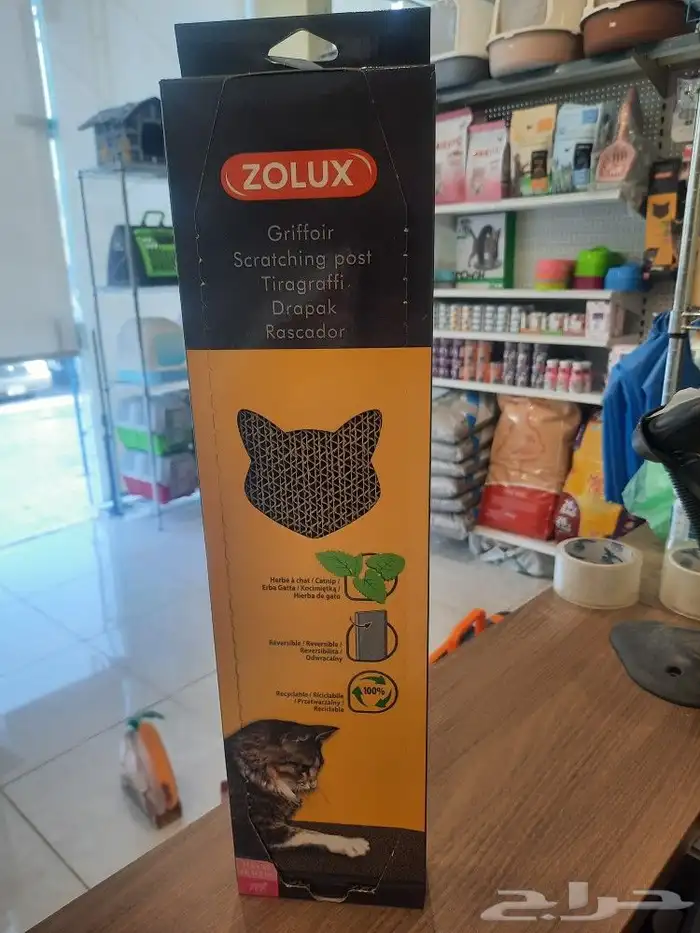 ZOLUX
Griffoir
Scratching post
Tiragraffi
Drapak
Rascador
Herbe à chat / Catnip /
Erba Gatta / Kocimiętka /
Hierba de gato
Reversible / Reversible /
Reversibilità /
Odwracalny
Recyclable / Riciclabile
/ Przetwarzalny /
Reciclable
100%
حراج